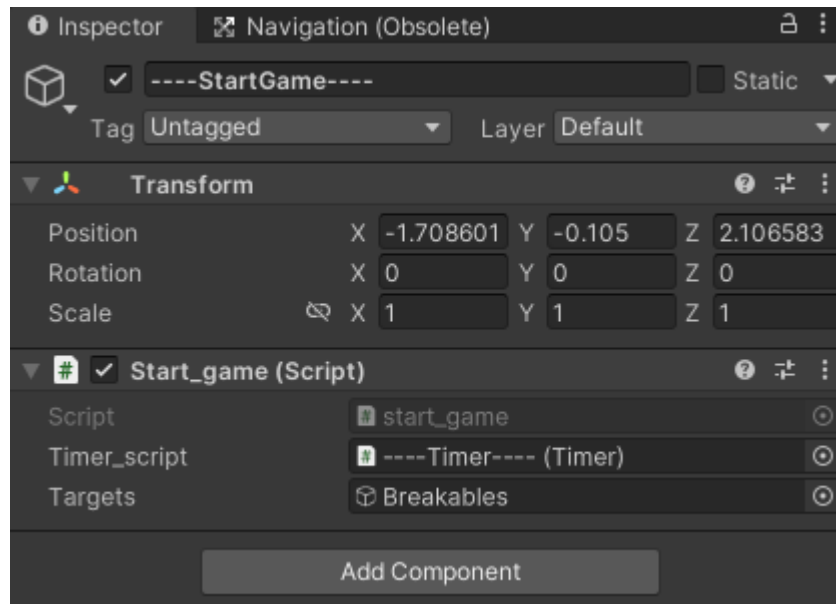 Inspector Navigation (Obsolete)
----StartGame---- Static
Tag Untagged Layer Default
Transform
Position X -1.708601 Y -0.105 Z 2.106583
Rotation X 0 Y 0 Z 0
Scale X 1 Y 1 Z 1
# Start_game (Script)
Script # start_game
Timer_script # ----Timer---- (Timer)
Targets Breakables
Add Component